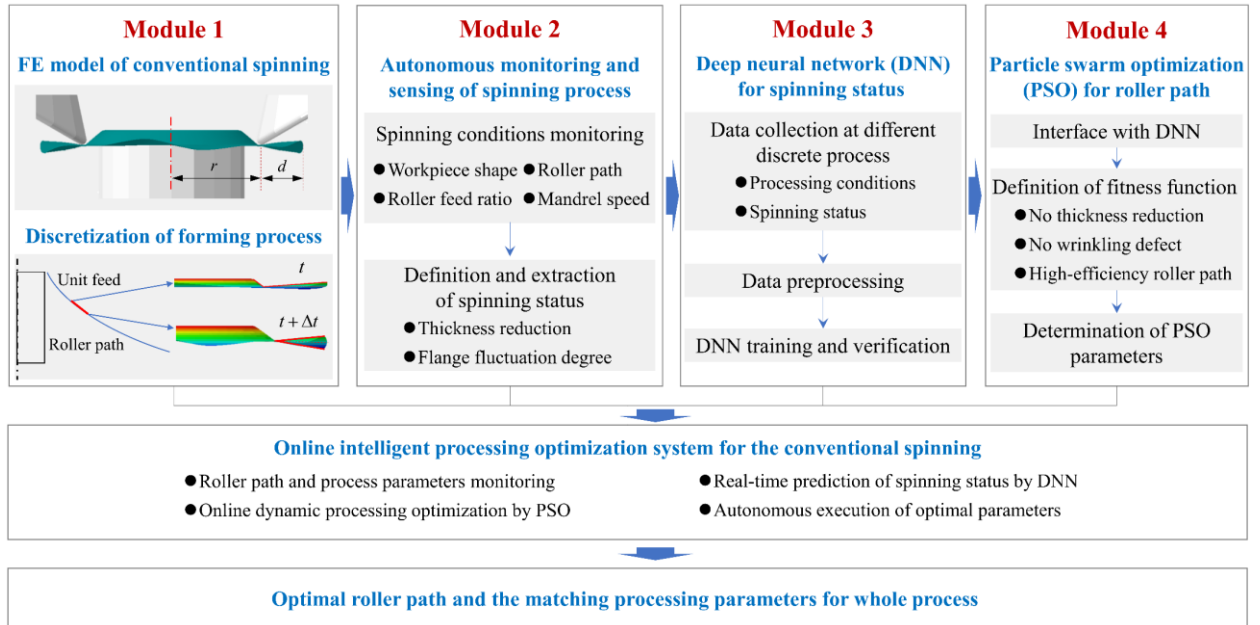 Module 1
FE model of conventional spinning
r
d
Discretization of forming process
Unit feed
t
t + Δt
Roller path
Module 2
Autonomous monitoring and
sensing of spinning process
Spinning conditions monitoring
● Workpiece shape ● Roller path
● Roller feed ratio ● Mandrel speed
Definition and extraction
of spinning status
● Thickness reduction
● Flange fluctuation degree
Module 3
Deep neural network (DNN)
for spinning status
Data collection at different
discrete process
● Processing conditions
● Spinning status
Data preprocessing
DNN training and verification
Module 4
Particle swarm optimization
(PSO) for roller path
Interface with DNN
Definition of fitness function
● No thickness reduction
● No wrinkling defect
● High-efficiency roller path
Determination of PSO
parameters
Online intelligent processing optimization system for the conventional spinning
● Roller path and process parameters monitoring
● Real-time prediction of spinning status by DNN
● Online dynamic processing optimization by PSO
● Autonomous execution of optimal parameters
Optimal roller path and the matching processing parameters for whole process